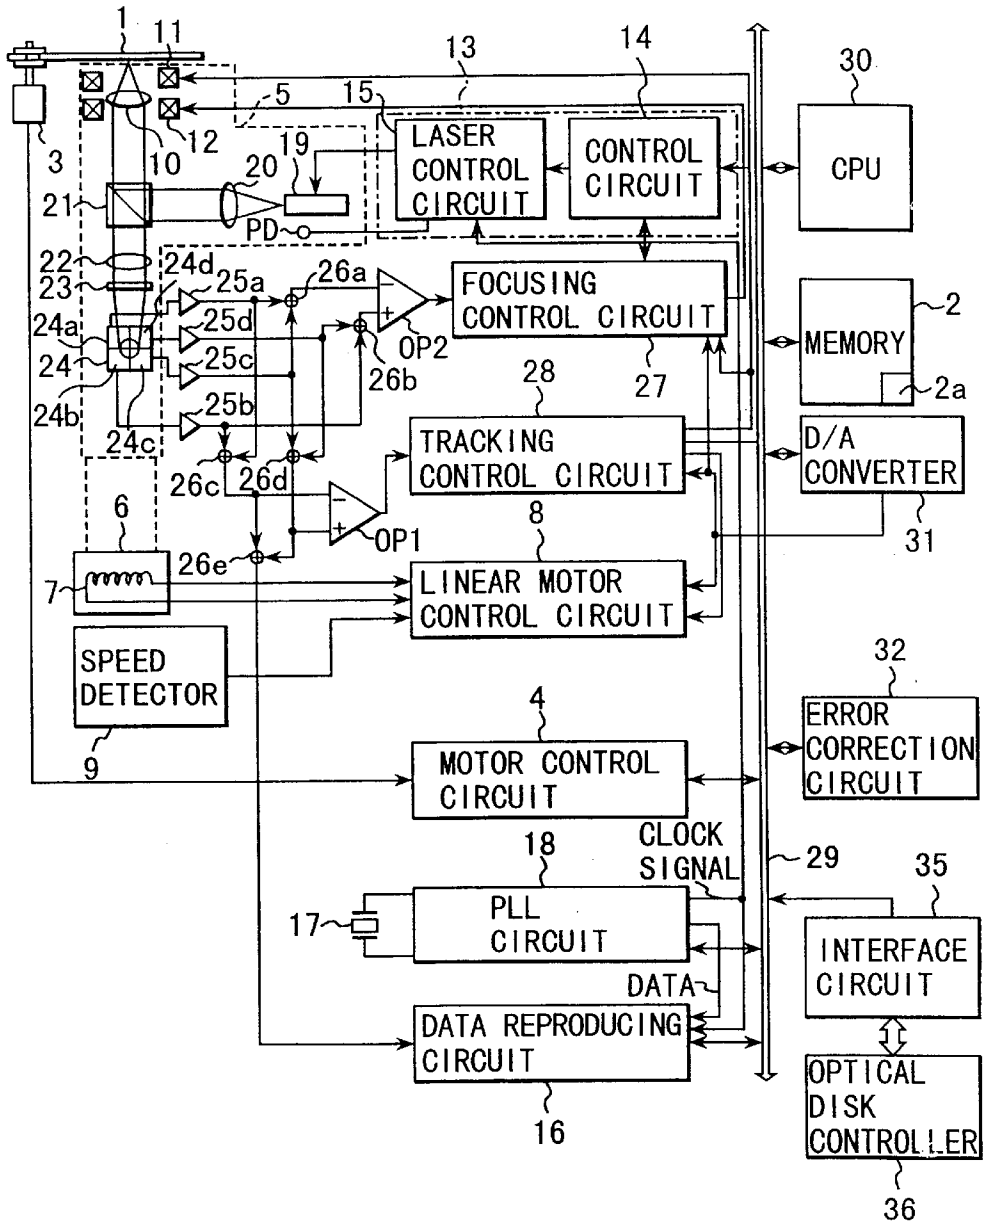 1
11
13
14
30
5
15
19
LASER
CONTROL
CIRCUIT
CONTROL
CIRCUIT
CPU
3
10
12
20
21
PD
22
23
24d
25a
26a
FOCUSING
CONTROL CIRCUIT
2
MEMORY
2a
24a
25d
24
25c
OP2
26b
27
24b
25b
24c
28
TRACKING
CONTROL CIRCUIT
D/A
CONVERTER
26c
26d
31
6
OP1
8
26e
7
LINEAR MOTOR
CONTROL CIRCUIT
SPEED
DETECTOR
9
32
ERROR
CORRECTION
CIRCUIT
4
MOTOR CONTROL
CIRCUIT
CLOCK
SIGNAL
18
29
35
17
PLL
CIRCUIT
INTERFACE
CIRCUIT
DATA
DATA REPRODUCING
CIRCUIT
16
OPTICAL
DISK
CONTROLLER
36